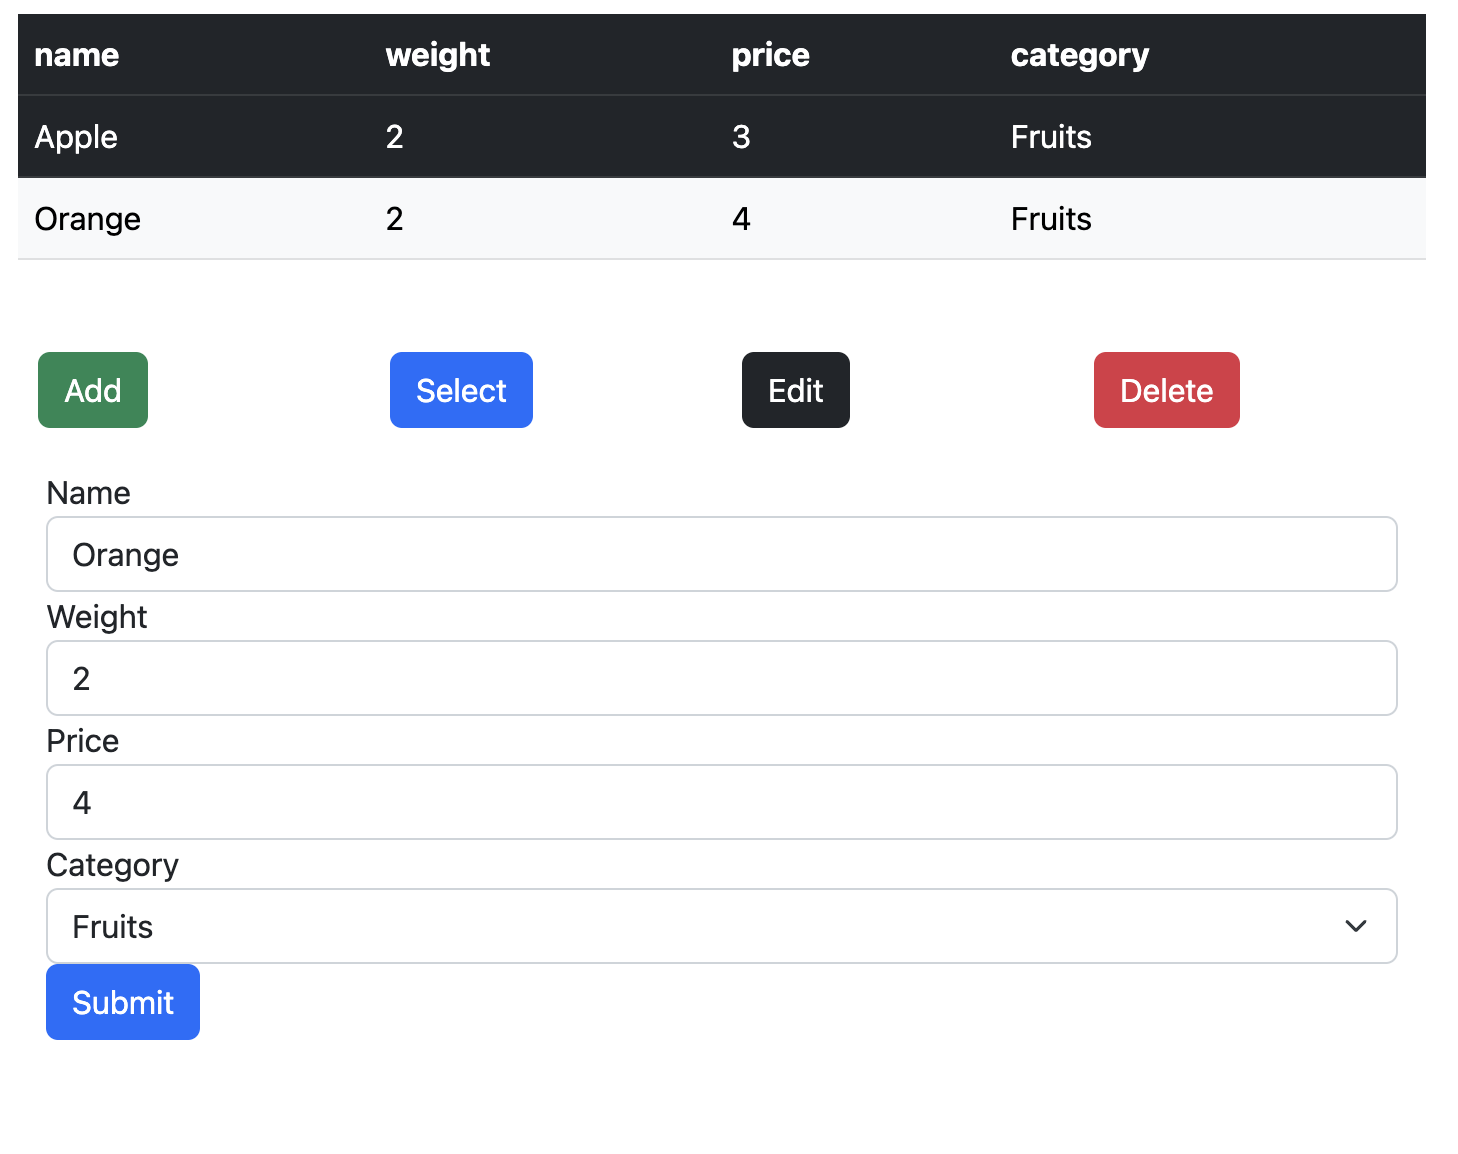 name weight price category
Apple 2 3 Fruits
Orange 2 4 Fruits
Add Select Edit Delete
Name
Orange
Weight
2
Price
4
Category
Fruits
Submit